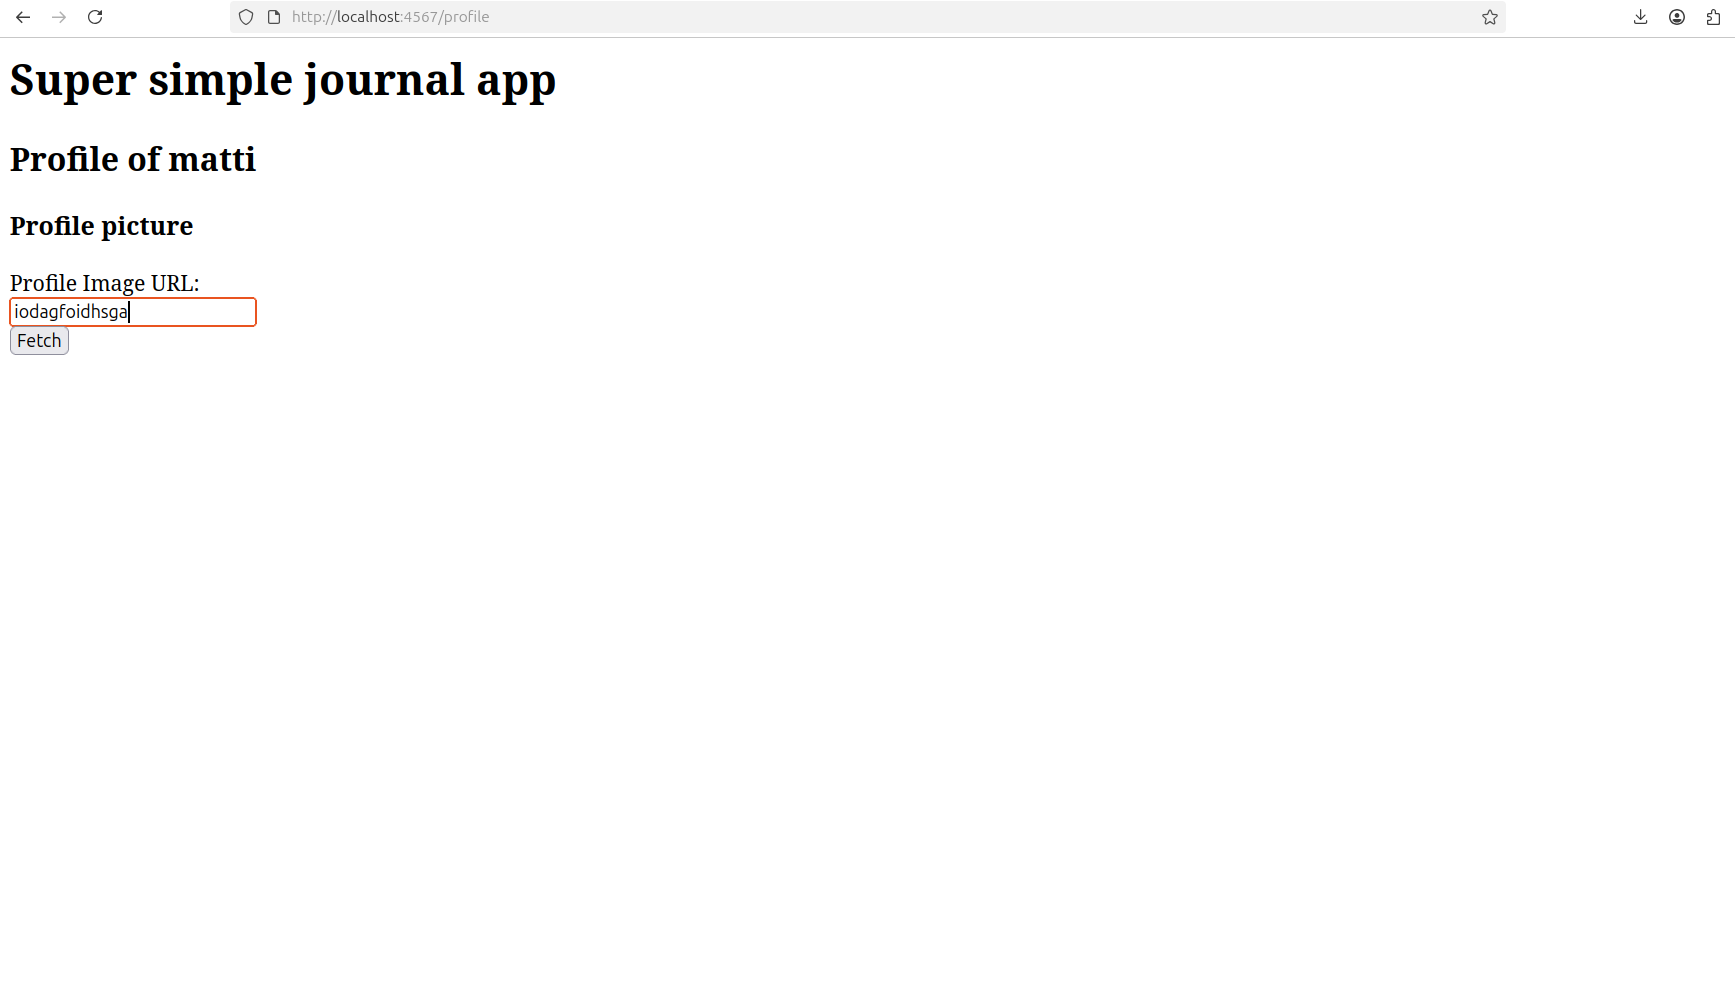 http://localhost:4567/profile
Super simple journal app
Profile of matti
Profile picture
Profile Image URL:
iodagfoidhsga
Fetch